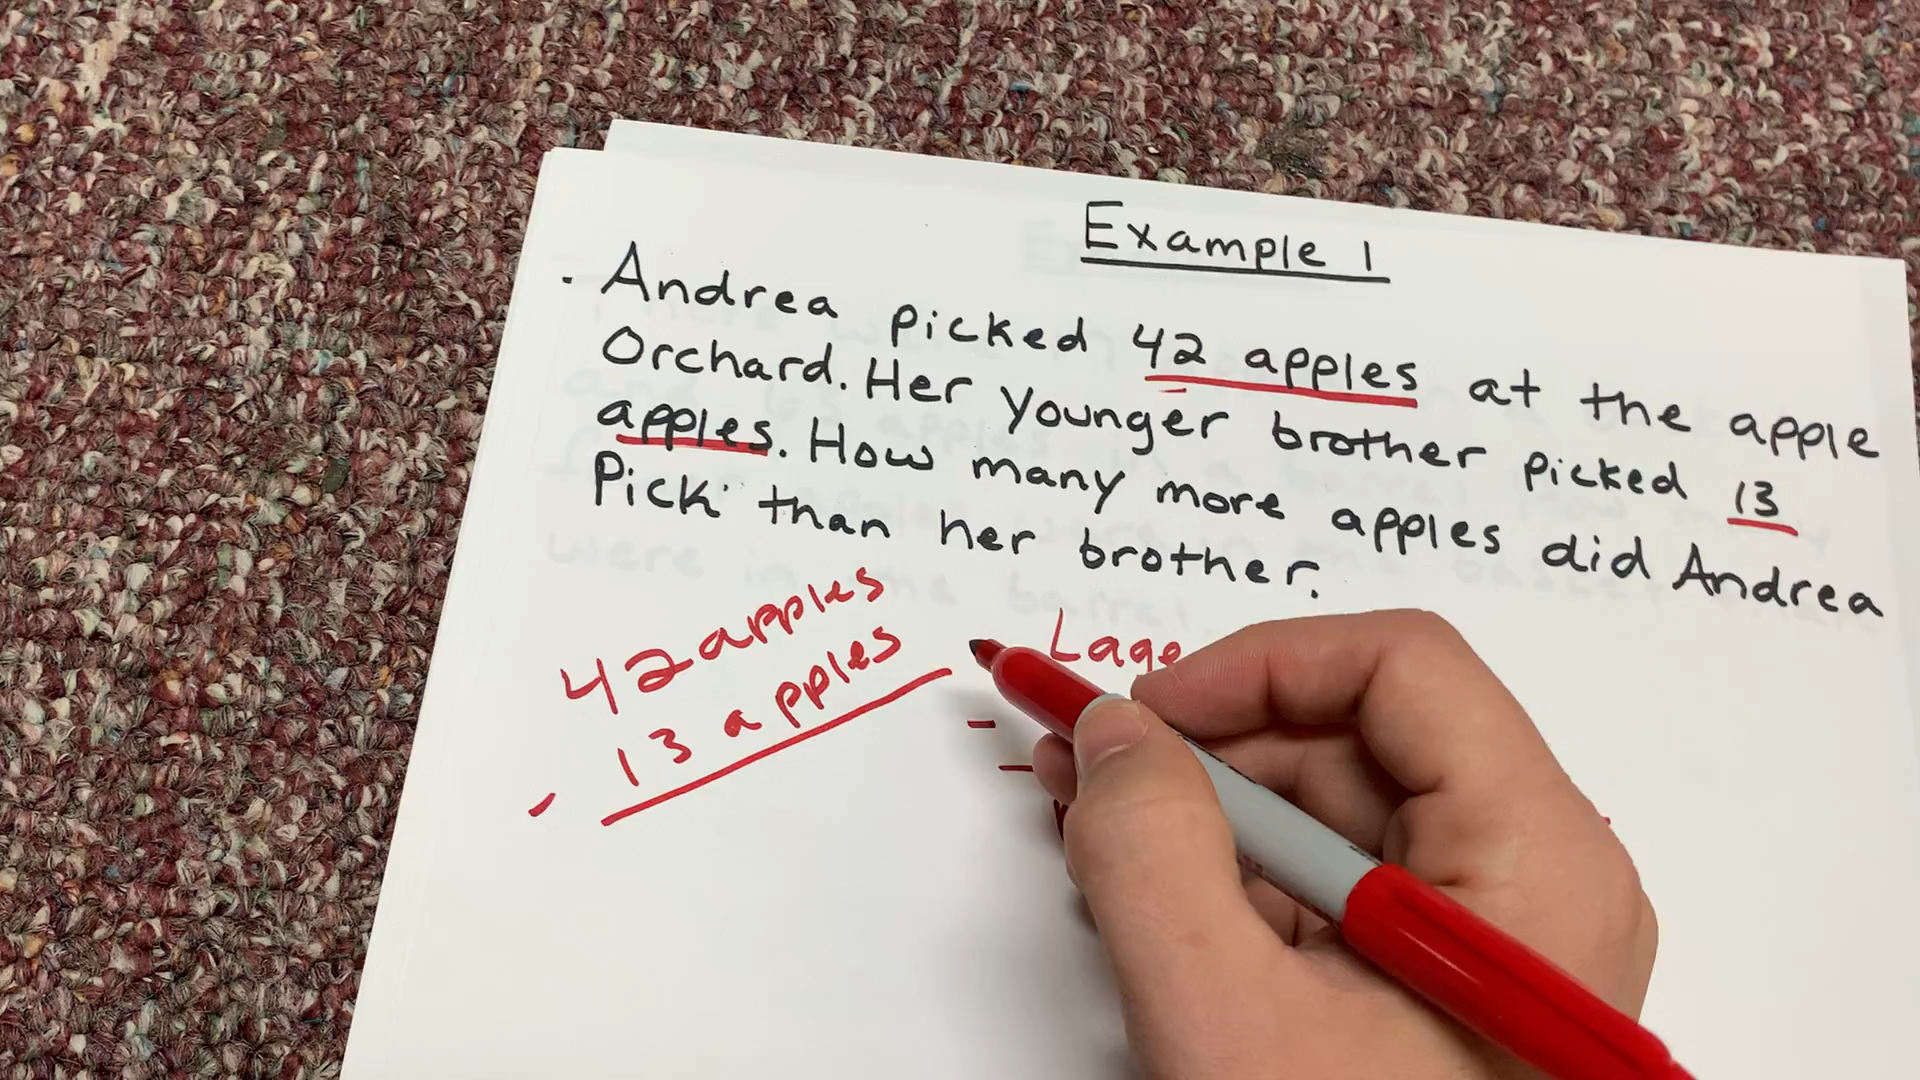 Example 1
. Andrea picked 42 apples at the apple
Orchard. Her younger brother picked 13
apples. How many more apples did Andrea
Pick than her brother.
42 apples
- 13 apples
Lage
-